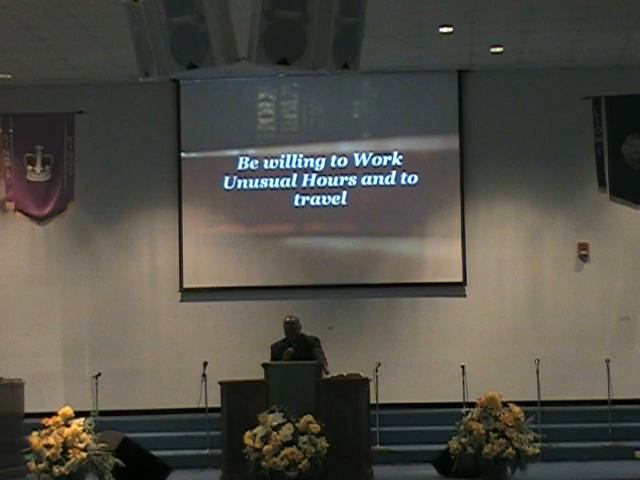 Be willing to Work
Unusual Hours and to
travel